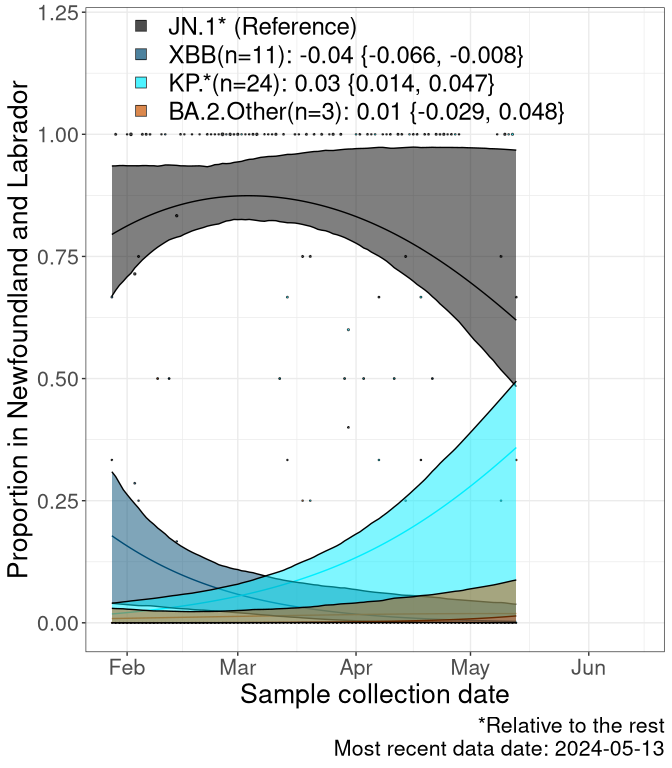 1.25
JN.1* (Reference)
XBB(n=11): -0.04 {-0.066, -0.008}
KP.*(n=24): 0.03 {0.014, 0.047}
BA.2.Other(n=3): 0.01 {-0.029, 0.048}
1.00
0.75
0.50
0.25
0.00
Proportion in Newfoundland and Labrador
Feb Mar Apr May Jun
Sample collection date
*Relative to the rest
Most recent data date: 2024-05-13